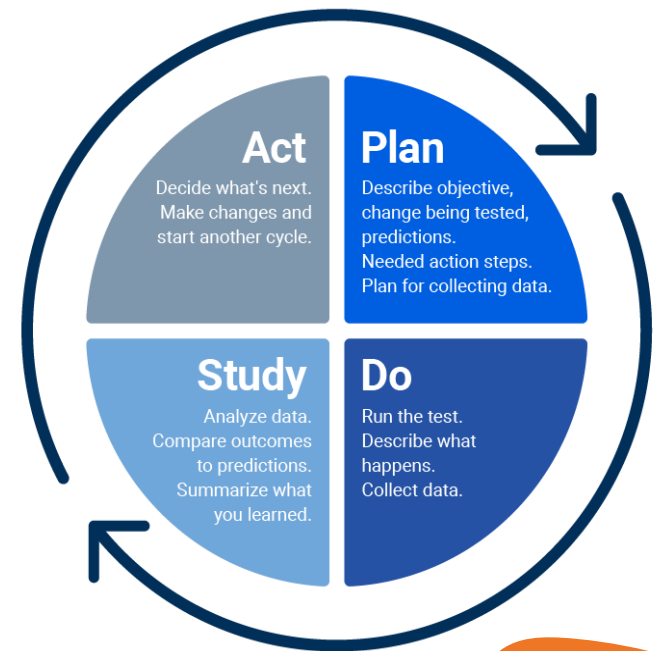 Act
Decide what's next.
Make changes and
start another cycle.
Plan
Describe objective,
change being tested,
predictions.
Needed action steps.
Plan for collecting data.
Study
Analyze data.
Compare outcomes
to predictions.
Summarize what
you learned.
Do
Run the test.
Describe what
happens.
Collect data.